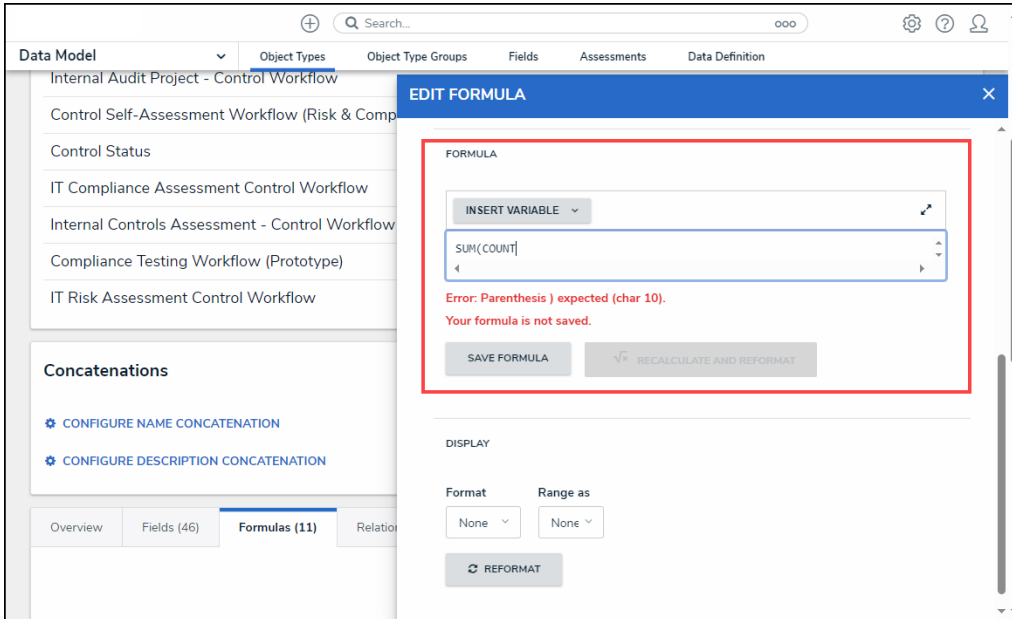 Search...
ooo
Data Model
Object Types
Object Type Groups
Fields
Assessments
Data Definition
Internal Audit Project - Control Workflow
Control Self-Assessment Workflow (Risk & Comp
Control Status
IT Compliance Assessment Control Workflow
Internal Controls Assessment - Control Workflow
Compliance Testing Workflow (Prototype)
IT Risk Assessment Control Workflow
Concatenations
CONFIGURE NAME CONCATENATION
CONFIGURE DESCRIPTION CONCATENATION
Overview
Fields (46)
Formulas (11)
Relation
EDIT FORMULA
FORMULA
INSERT VARIABLE
SUM(COUNT
Error: Parenthesis ) expected (char 10).
Your formula is not saved.
SAVE FORMULA
RECALCULATE AND REFORMAT
DISPLAY
Format
Range as
None
None
REFORMAT